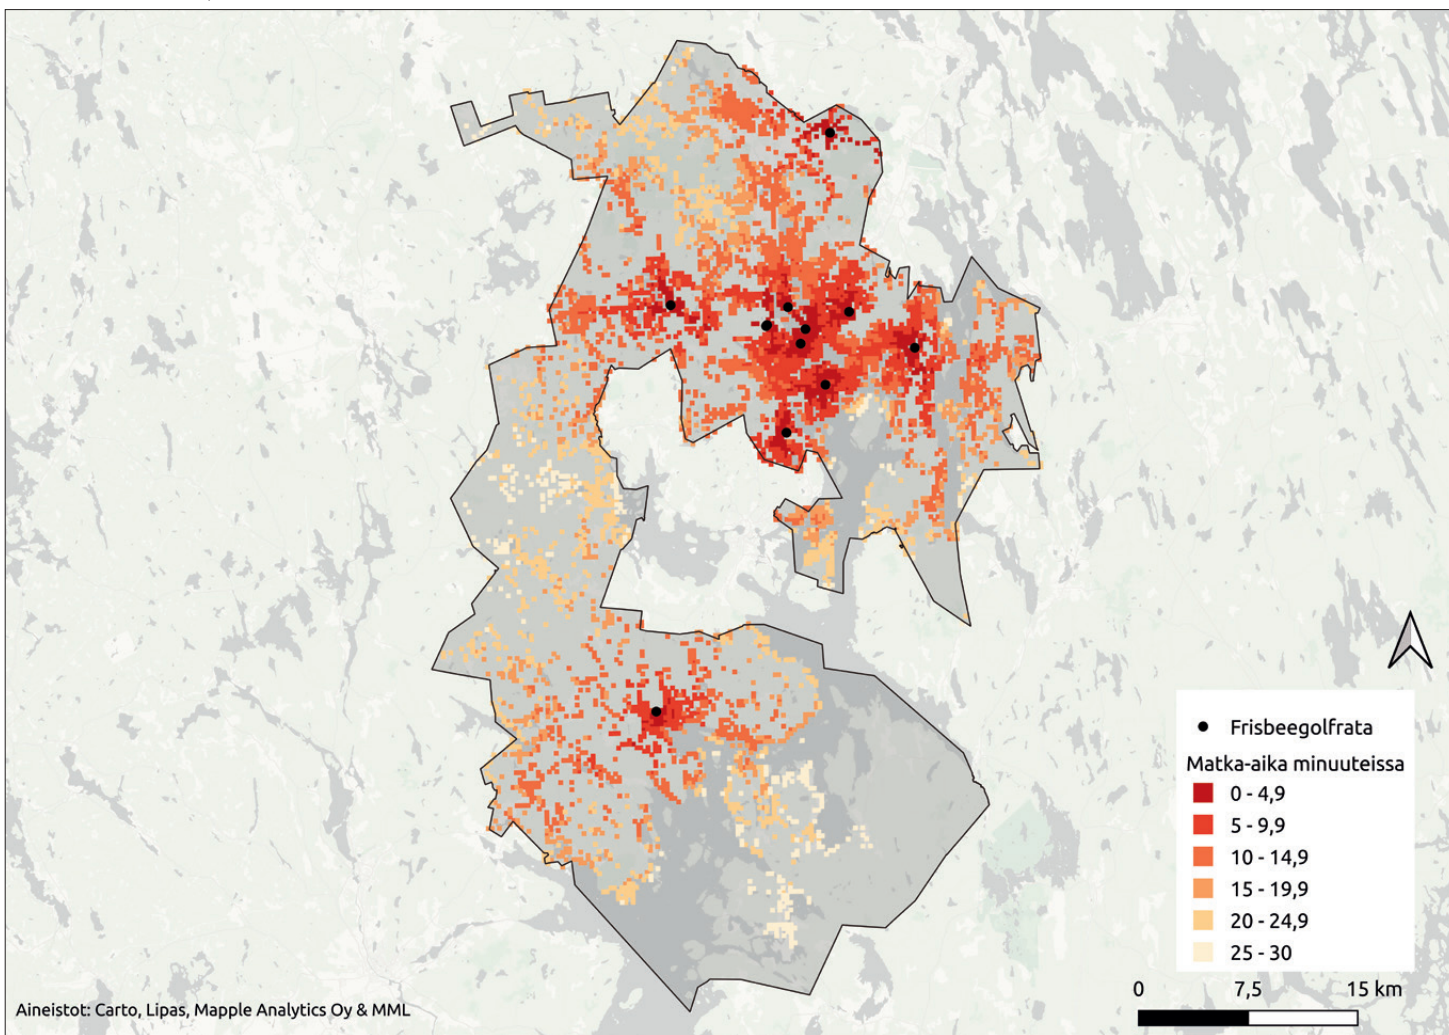 Frisbeegolfrata
Matka-aika minuuteissa
0 - 4,9
5 - 9,9
10 - 14,9
15 - 19,9
20 - 24,9
25 - 30
0 7,5 15 km
Aineistot: Carto, Lipas, Mapple Analytics Oy & MML